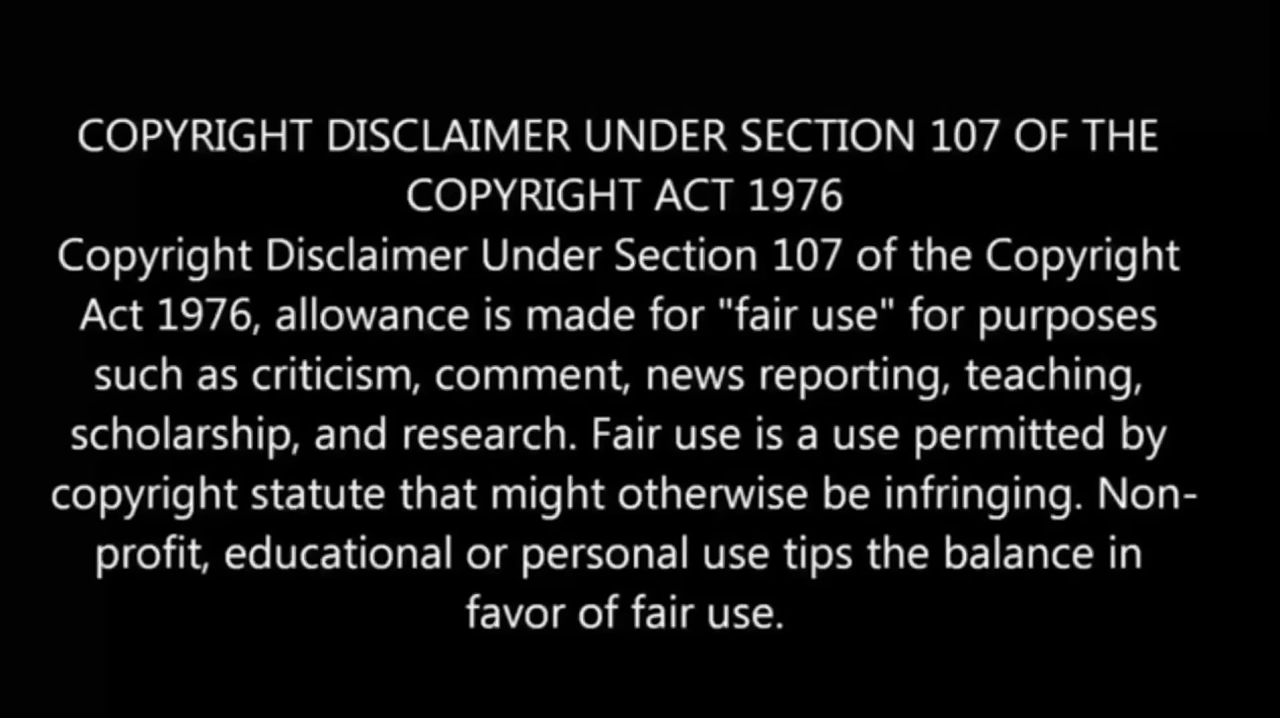 COPYRIGHT DISCLAIMER UNDER SECTION 107 OF THE
COPYRIGHT ACT 1976
Copyright Disclaimer Under Section 107 of the Copyright
Act 1976, allowance is made for "fair use" for purposes
such as criticism, comment, news reporting, teaching,
scholarship, and research. Fair use is a use permitted by
copyright statute that might otherwise be infringing. Non-
profit, educational or personal use tips the balance in
favor of fair use.